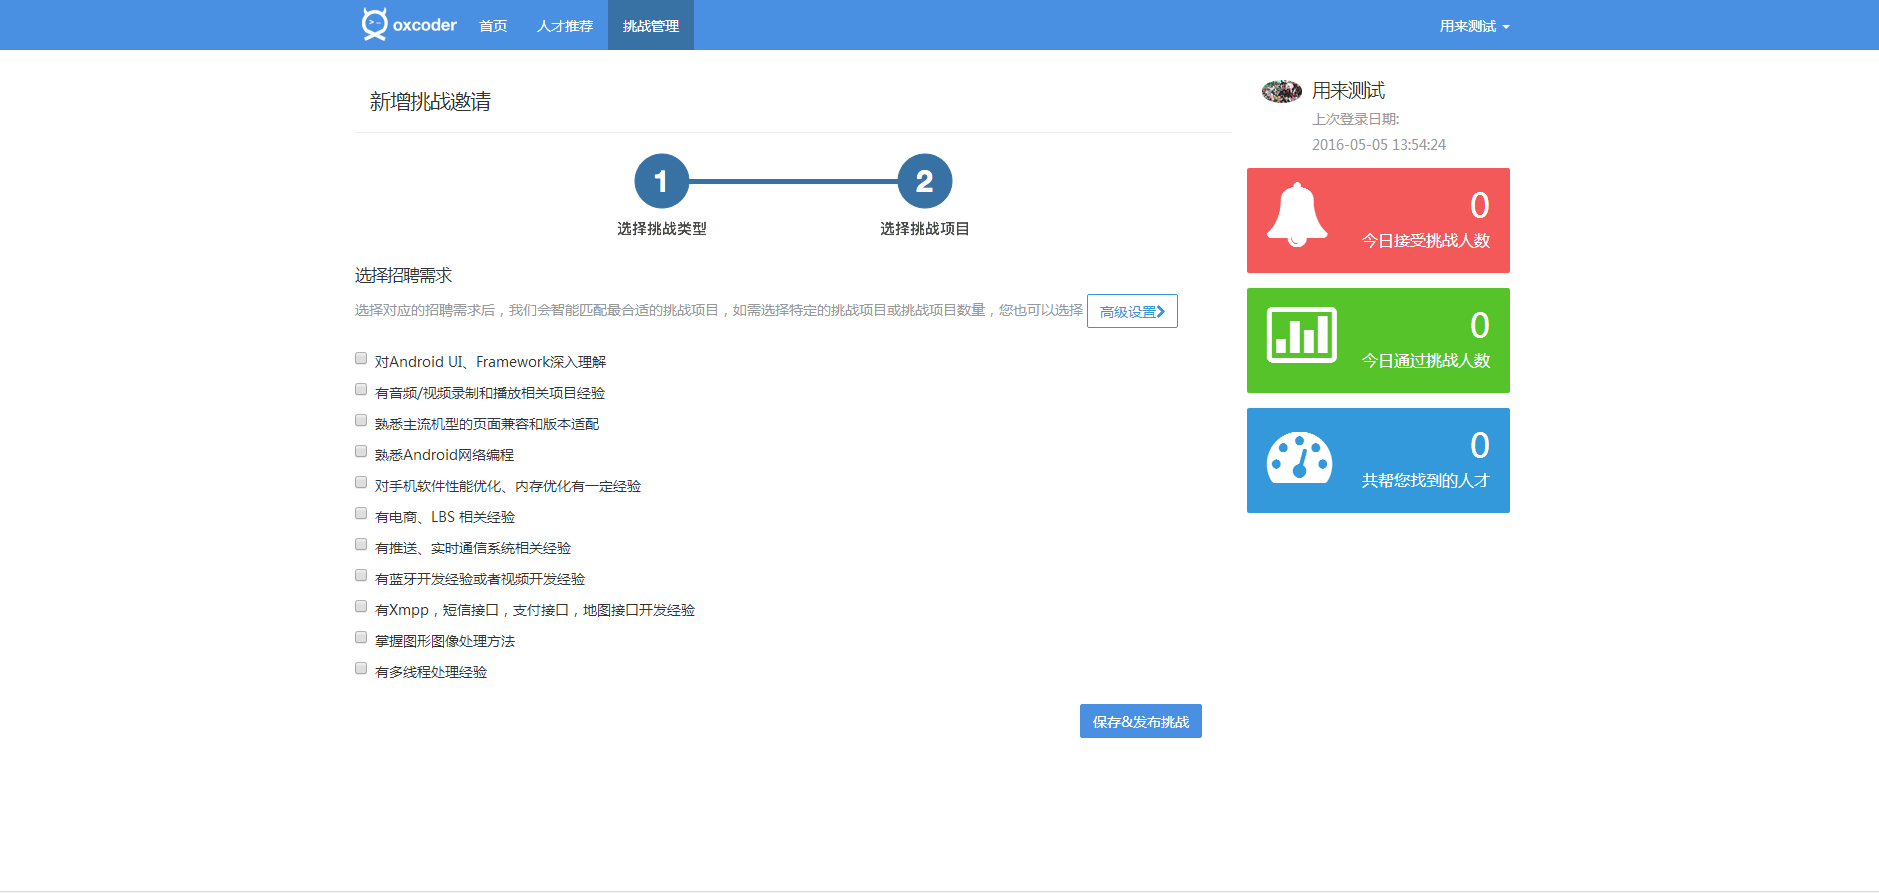 oxcoder 首页 人才推荐 挑战管理 用来测试
新增挑战邀请
1 2
选择挑战类型 选择挑战项目
选择招聘需求
选择对应的招聘需求后，我们会智能匹配最合适的挑战项目，如需选择特定的挑战项目或挑战项目数量，您也可以选择 高级设置
对Android UI、Framework深入理解
有音频/视频录制和播放相关项目经验
熟悉主流机型的页面兼容和版本适配
熟悉Android网络编程
对手机软件性能优化、内存优化有一定经验
有电商、LBS 相关经验
有推送、实时通信系统相关经验
有蓝牙开发经验或者视频开发经验
有Xmpp，短信接口，支付接口，地图接口开发经验
掌握图形图像处理方法
有多线程处理经验
保存&发布挑战
用来测试
上次登录日期:
2016-05-05 13:54:24
0
今日接受挑战人数
0
今日通过挑战人数
0
共帮您找到的人才